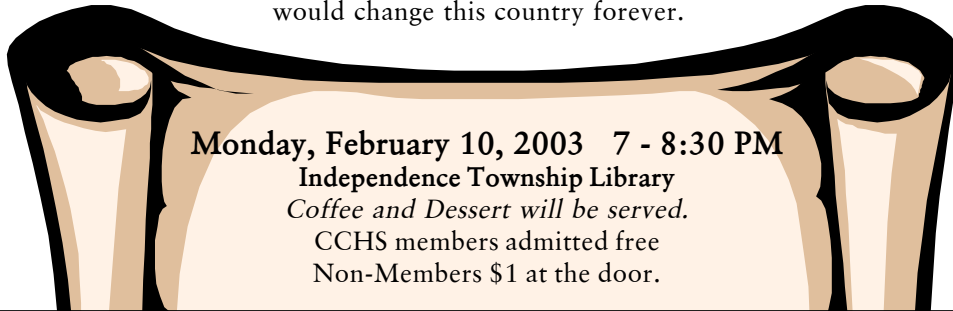 would change this country forever.
Monday, February 10, 2003 7 - 8:30 PM
Independence Township Library
Coffee and Dessert will be served.
CCHS members admitted free
Non-Members $1 at the door.